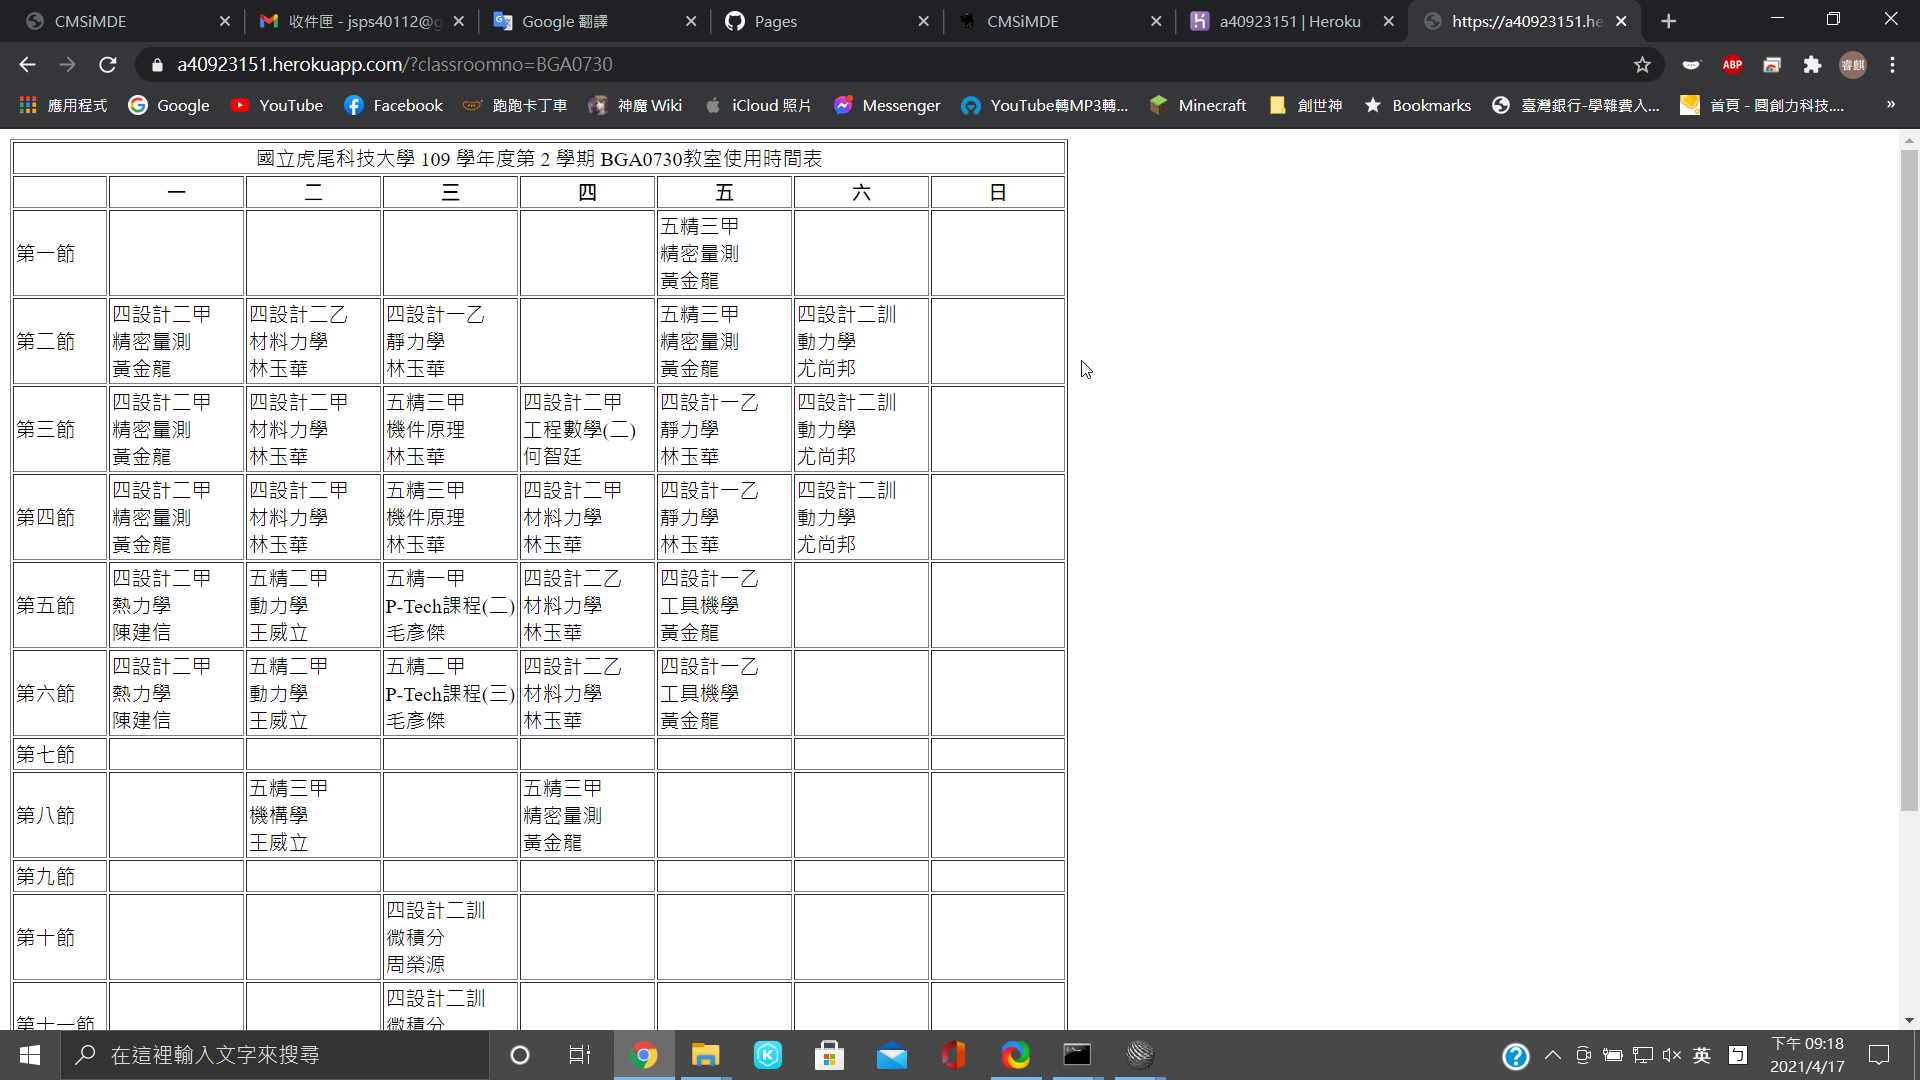 CMSiMDE
收件匣 - jsps40112@g
Google 翻譯
Pages
CMSiMDE
a40923151 | Heroku
https://a40923151.he
a40923151.herokuapp.com/?classroomno=BGA0730
ABP
睿麒
應用程式
Google
YouTube
Facebook
跑跑卡丁車
神魔 Wiki
iCloud 照片
Messenger
YouTube轉MP3轉...
Minecraft
創世神
Bookmarks
臺灣銀行-學雜費入...
首頁 - 圓創力科技....
»
國立虎尾科技大學 109 學年度第 2 學期 BGA0730教室使用時間表
一 二 三 四 五 六 日
第一節
五精三甲
精密量測
黃金龍
第二節
四設計二甲
精密量測
黃金龍
四設計二乙
材料力學
林玉華
四設計一乙
靜力學
林玉華
五精三甲
精密量測
黃金龍
四設計二訓
動力學
尤尚邦
第三節
四設計二甲
精密量測
黃金龍
四設計二甲
材料力學
林玉華
五精三甲
機件原理
林玉華
四設計二甲
工程數學(二)
何智廷
四設計一乙
靜力學
林玉華
四設計二訓
動力學
尤尚邦
第四節
四設計二甲
精密量測
黃金龍
四設計二甲
材料力學
林玉華
五精三甲
機件原理
林玉華
四設計二甲
材料力學
林玉華
四設計一乙
靜力學
林玉華
四設計二訓
動力學
尤尚邦
第五節
四設計二甲
熱力學
陳建信
五精二甲
動力學
王威立
五精一甲
P-Tech課程(二)
毛彥傑
四設計二乙
材料力學
林玉華
四設計一乙
工具機學
黃金龍
第六節
四設計二甲
熱力學
陳建信
五精二甲
動力學
王威立
五精二甲
P-Tech課程(三)
毛彥傑
四設計二乙
材料力學
林玉華
四設計一乙
工具機學
黃金龍
第七節
第八節
五精三甲
機構學
王威立
五精三甲
精密量測
黃金龍
第九節
第十節
四設計二訓
微積分
周榮源
第十一節
四設計二訓
微積分
在這裡輸入文字來搜尋
英
下午 09:18
2021/4/17